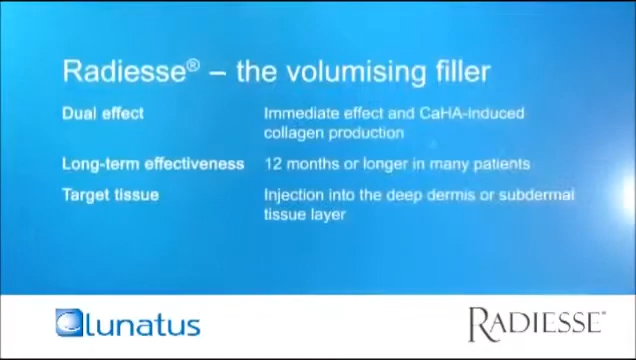 Radiesse® – the volumising filler
Dual effect Immediate effect and CaHA-Induced
collagen production
Long-term effectiveness 12 months or longer in many patients
Target tissue Injection into the deep dermis or subdermal
tissue layer
lunatus RADIESSE®